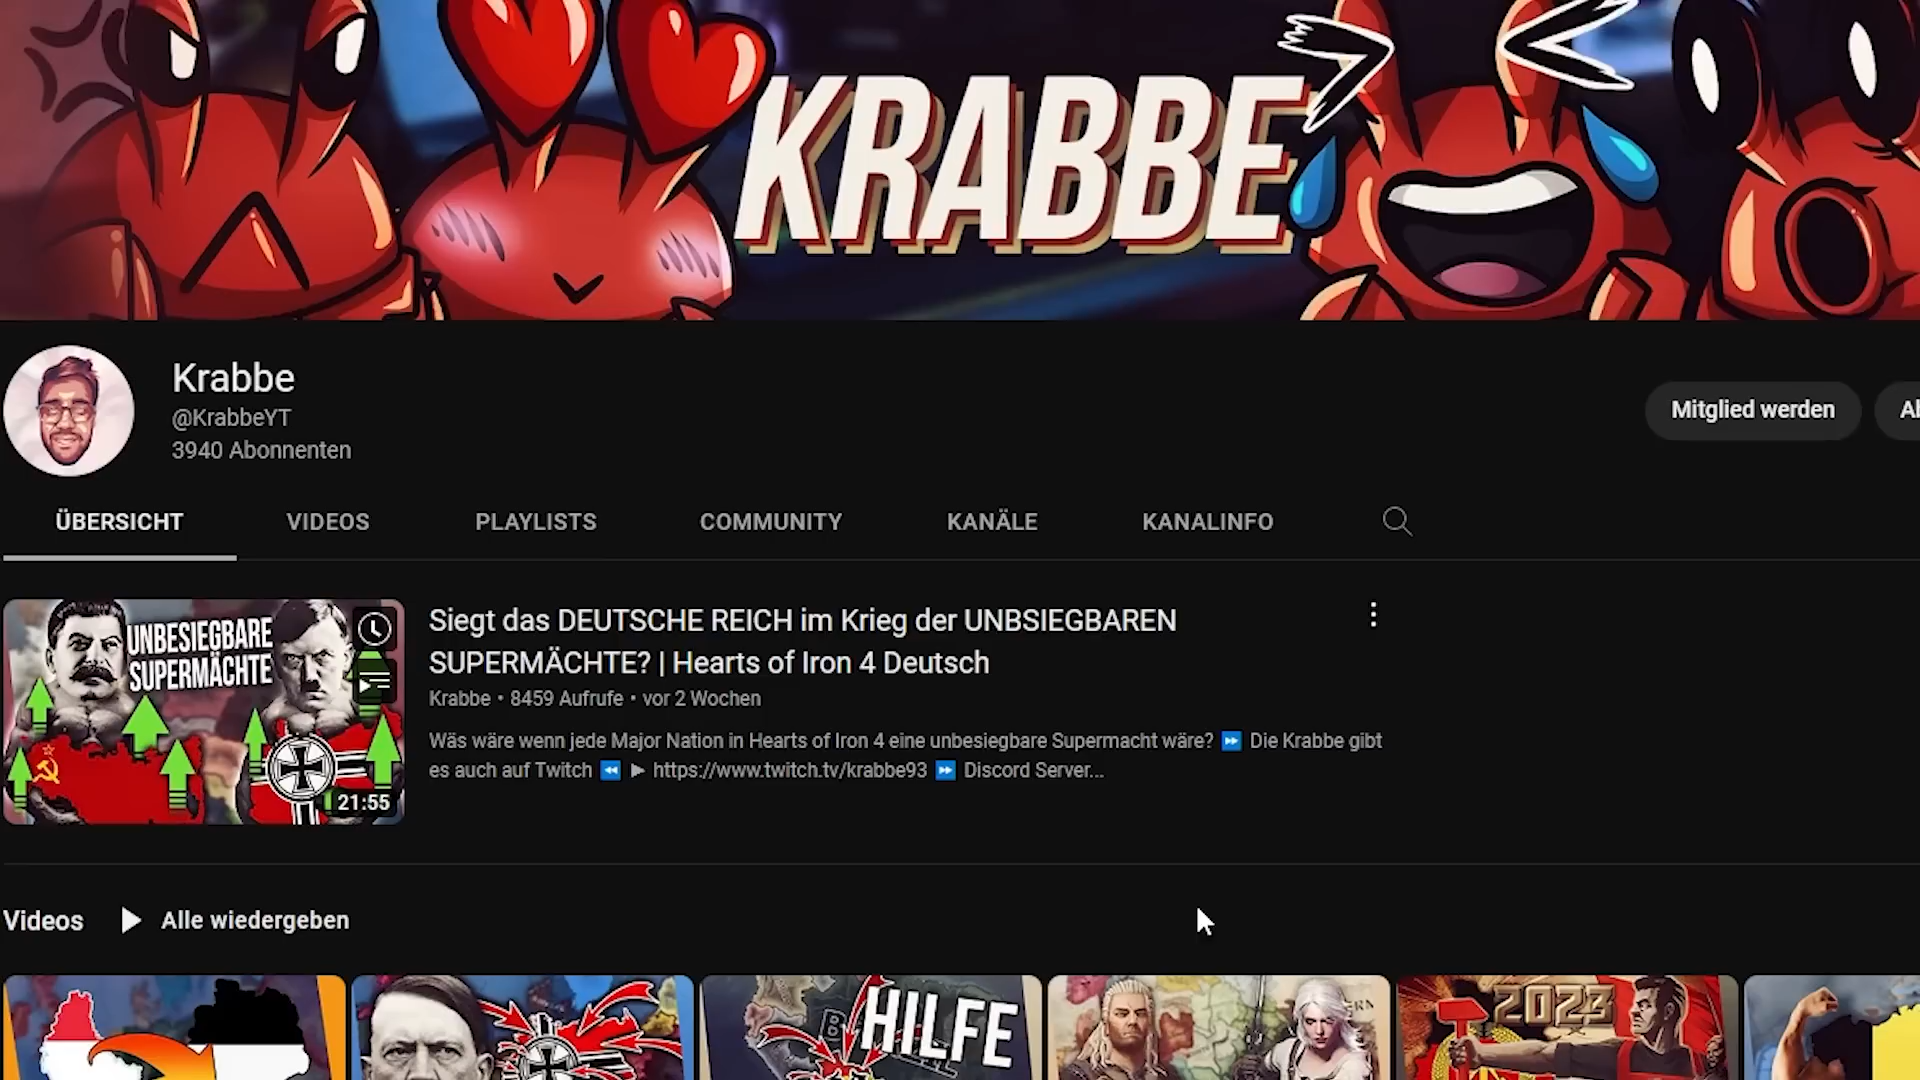 KRABBE
Krabbe
@KrabbeYT
3940 Abonnenten
Mitglied werden
ÜBERSICHT
VIDEOS
PLAYLISTS
COMMUNITY
KANÄLE
KANALINFO
UNBESIEGBARE
SUPERMÄCHTE
21:55
Siegt das DEUTSCHE REICH im Krieg der UNBSIEGBAREN
SUPERMÄCHTE? | Hearts of Iron 4 Deutsch
Krabbe • 8459 Aufrufe • vor 2 Wochen
Wäs wäre wenn jede Major Nation in Hearts of Iron 4 eine unbesiegbare Supermacht wäre? ⏩ Die Krabbe gibt
es auch auf Twitch ⏪ ► https://www.twitch.tv/krabbe93 ⏩ Discord Server...
Videos
Alle wiedergeben
HILFE
2023